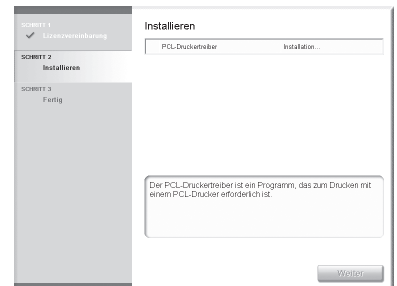 SCHRITT 1
Lizenzvereinbarung
SCHRITT 2
Installieren
SCHRITT 3
Fertig
Installieren
PCL-Druckertreiber Installation...
Der PCL-Druckertreiber ist ein Programm, das zum Drucken mit
einem PCL-Drucker erforderlich ist.
Weiter